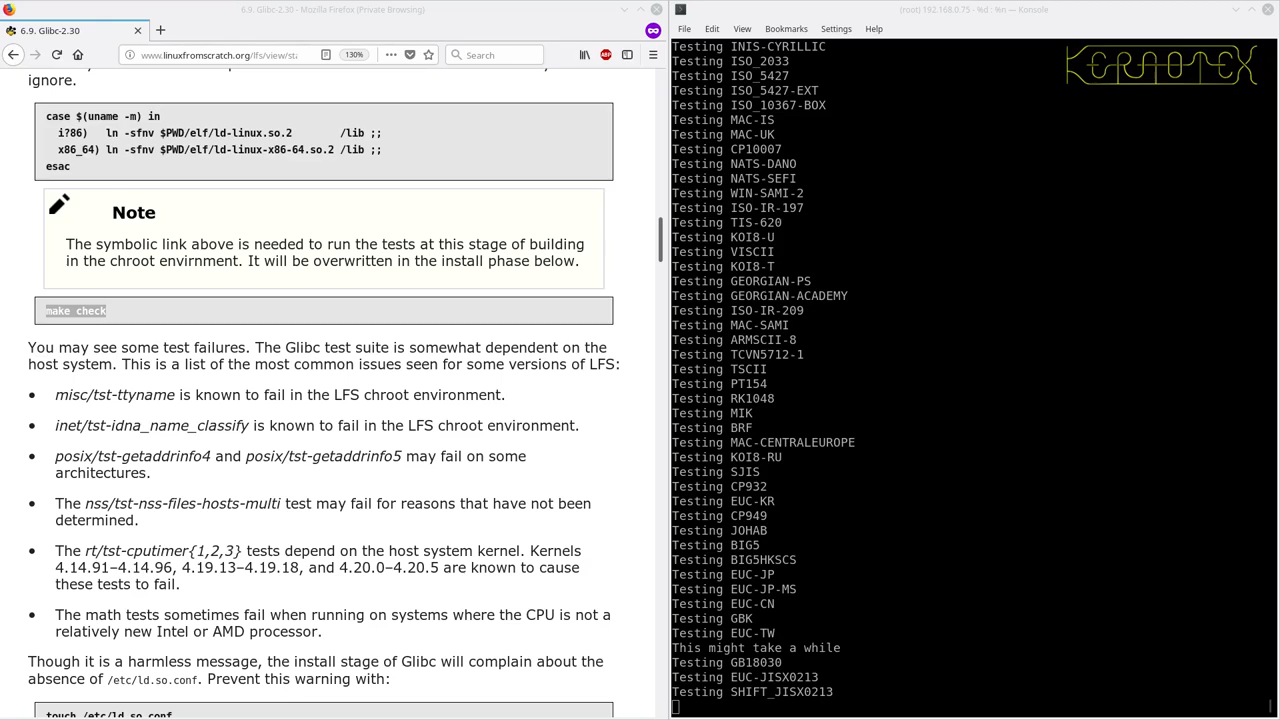 6.9. Glibc-2.30 - Mozilla Firefox (Private Browsing)
6.9. Glibc-2.30
www.linuxfromscratch.org/lfs/view/sta
130%
Search
ABP
ignore.
case $(uname -m) in
i?86) ln -sfnv $PWD/elf/ld-linux.so.2 /lib ;;
x86_64) ln -sfnv $PWD/elf/ld-linux-x86-64.so.2 /lib ;;
esac
Note
The symbolic link above is needed to run the tests at this stage of building
in the chroot envirnment. It will be overwritten in the install phase below.
make check
You may see some test failures. The Glibc test suite is somewhat dependent on the
host system. This is a list of the most common issues seen for some versions of LFS:
• misc/tst-ttyname is known to fail in the LFS chroot environment.
• inet/tst-idna_name_classify is known to fail in the LFS chroot environment.
• posix/tst-getaddrinfo4 and posix/tst-getaddrinfo5 may fail on some
architectures.
• The nss/tst-nss-files-hosts-multi test may fail for reasons that have not been
determined.
• The rt/tst-cputimer{1,2,3} tests depend on the host system kernel. Kernels
4.14.91–4.14.96, 4.19.13–4.19.18, and 4.20.0–4.20.5 are known to cause
these tests to fail.
• The math tests sometimes fail when running on systems where the CPU is not a
relatively new Intel or AMD processor.
Though it is a harmless message, the install stage of Glibc will complain about the
absence of /etc/ld.so.conf. Prevent this warning with:
touch /etc/ld.so.conf
(root) 192.168.0.75 - %d : %n — Konsole
File Edit View Bookmarks Settings Help
KERAOTEX
Testing INIS-CYRILLIC
Testing ISO_2033
Testing ISO_5427
Testing ISO_5427-EXT
Testing ISO_10367-BOX
Testing MAC-IS
Testing MAC-UK
Testing CP10007
Testing NATS-DANO
Testing NATS-SEFI
Testing WIN-SAMI-2
Testing ISO-IR-197
Testing TIS-620
Testing KOI8-U
Testing VISCII
Testing KOI8-T
Testing GEORGIAN-PS
Testing GEORGIAN-ACADEMY
Testing ISO-IR-209
Testing MAC-SAMI
Testing ARMSCII-8
Testing TCVN5712-1
Testing TSCII
Testing PT154
Testing RK1048
Testing MIK
Testing BRF
Testing MAC-CENTRALEUROPE
Testing KOI8-RU
Testing SJIS
Testing CP932
Testing EUC-KR
Testing CP949
Testing JOHAB
Testing BIG5
Testing BIG5HKSCS
Testing EUC-JP
Testing EUC-JP-MS
Testing EUC-CN
Testing GBK
Testing EUC-TW
This might take a while
Testing GB18030
Testing EUC-JISX0213
Testing SHIFT_JISX0213